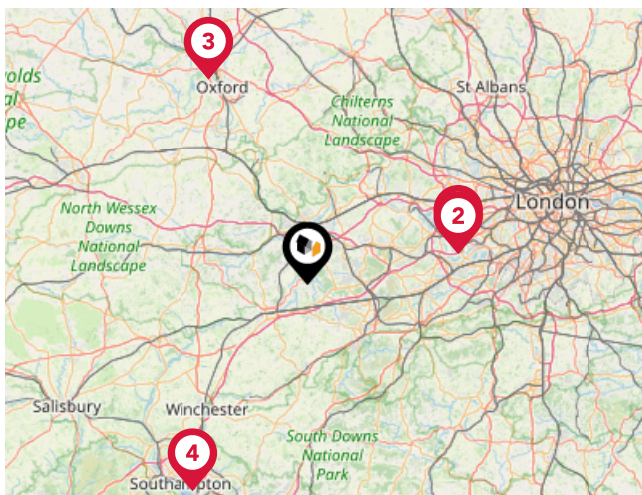 3
Oxford
St Albans
olds
al
pe
Chilterns
National
Landscape
London
2
North Wessex
Downs
National
Landscape
Salisbury
Winchester
South Downs
National
Park
4
Southampton